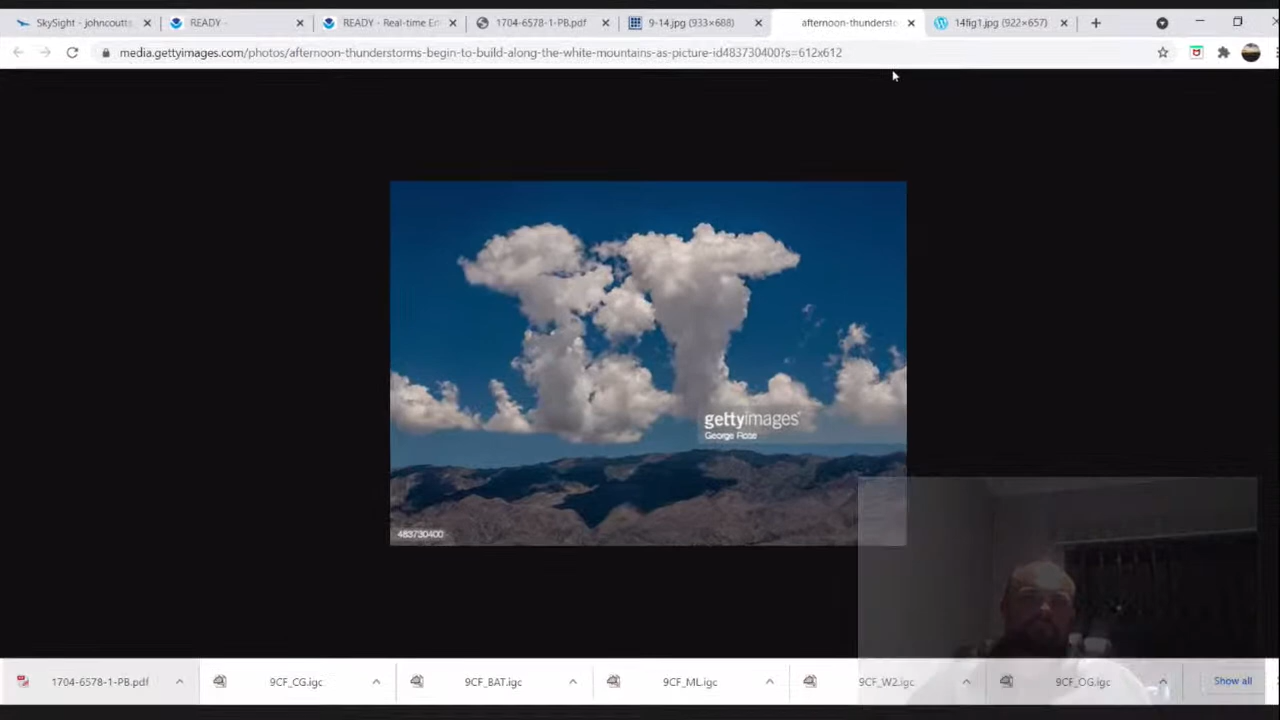 SkySight - johncoutts
READY -
READY - Real-time En
1704-6578-1-PB.pdf
9-14.jpg (933×688)
afternoon-thundersto
14fig1.jpg (922×657)
media.gettyimages.com/photos/afternoon-thunderstorms-begin-to-build-along-the-white-mountains-as-picture-id483730400?s=612x612
gettyimages
George Rose
483730400
1704-6578-1-PB.pdf
9CF_CG.igc
9CF_BAT.igc
9CF_ML.igc
9CF_W2.igc
9CF_OG.igc
Show all